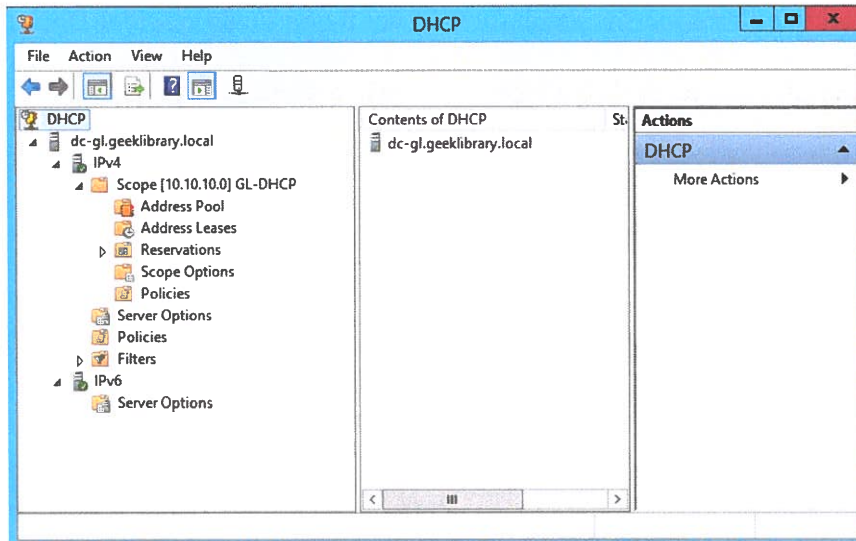 DHCP
File Action View Help
DHCP
dc-gl.geeklibrary.local
IPv4
Scope [10.10.10.0] GL-DHCP
Address Pool
Address Leases
Reservations
Scope Options
Policies
Server Options
Policies
Filters
IPv6
Server Options
Contents of DHCP St
dc-gl.geeklibrary.local
Actions
DHCP
More Actions